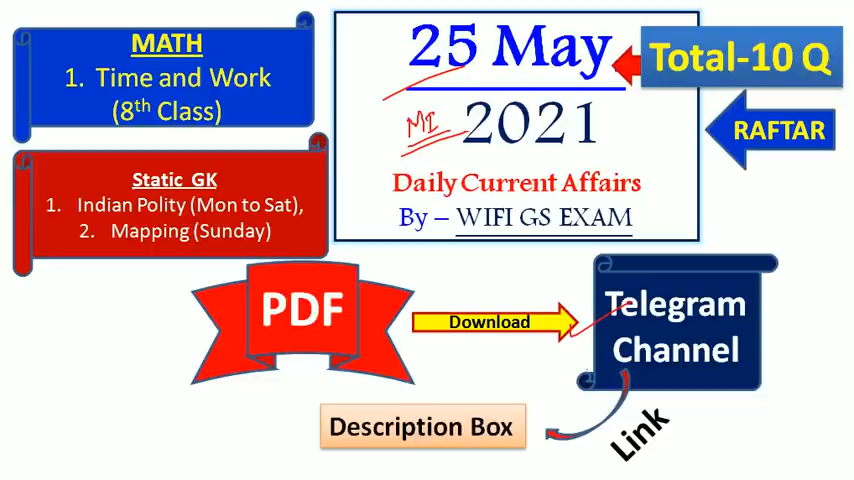 MATH
1. Time and Work
(8th Class)
25 May
Total-10 Q
MI
2021
RAFTAR
Daily Current Affairs
By – WIFI GS EXAM
Static GK
1. Indian Polity (Mon to Sat),
2. Mapping (Sunday)
PDF
Download
Telegram
Channel
Description Box
Link